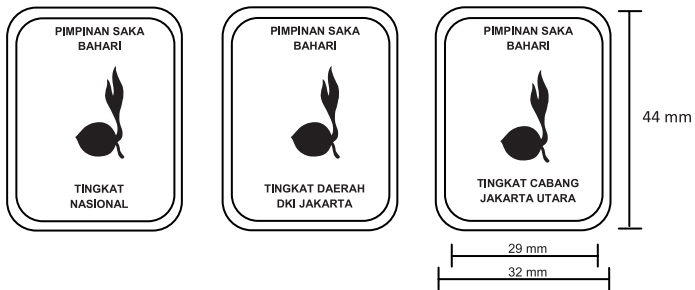 PIMPINAN SAKA
BAHARI
TINGKAT
NASIONAL
PIMPINAN SAKA
BAHARI
TINGKAT DAERAH
DKI JAKARTA
PIMPINAN SAKA
BAHARI
TINGKAT CABANG
JAKARTA UTARA
44 mm
29 mm
32 mm